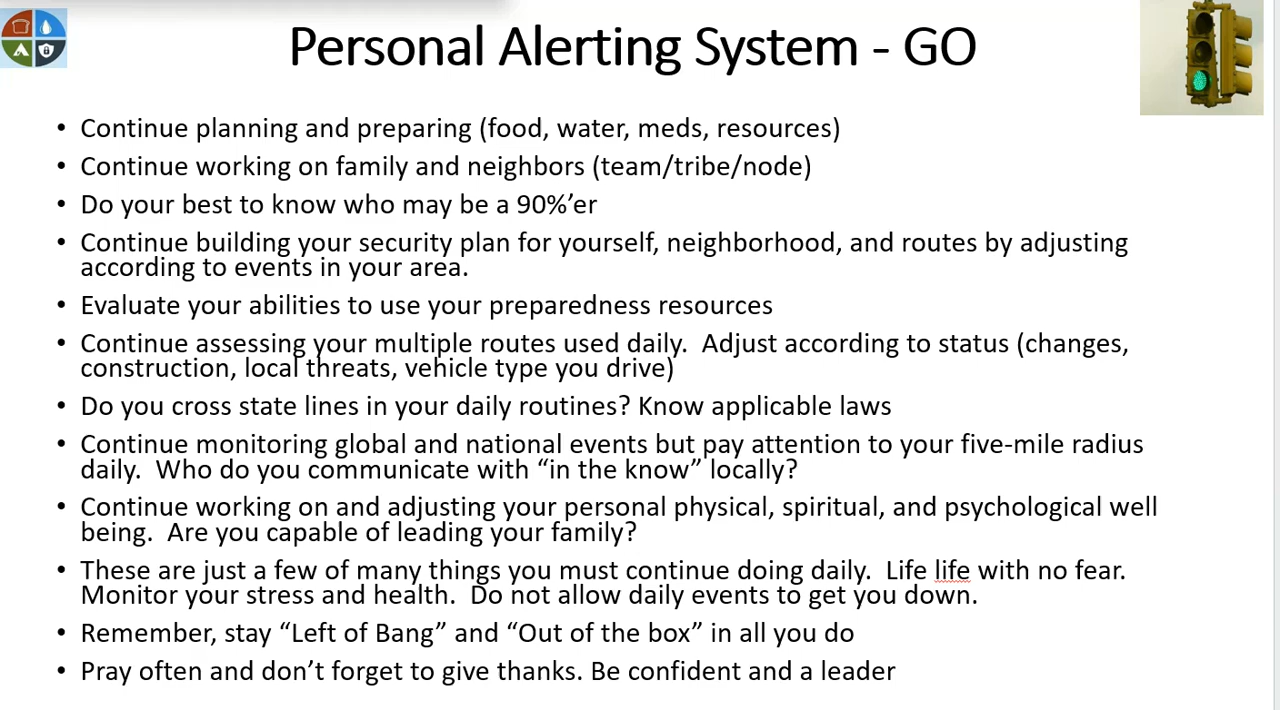 Personal Alerting System - GO
• Continue planning and preparing (food, water, meds, resources)
• Continue working on family and neighbors (team/tribe/node)
• Do your best to know who may be a 90%’er
• Continue building your security plan for yourself, neighborhood, and routes by adjusting
according to events in your area.
• Evaluate your abilities to use your preparedness resources
• Continue assessing your multiple routes used daily.  Adjust according to status (changes,
construction, local threats, vehicle type you drive)
• Do you cross state lines in your daily routines? Know applicable laws
• Continue monitoring global and national events but pay attention to your five-mile radius
daily.  Who do you communicate with “in the know” locally?
• Continue working on and adjusting your personal physical, spiritual, and psychological well
being.  Are you capable of leading your family?
• These are just a few of many things you must continue doing daily.  Life life with no fear.
Monitor your stress and health.  Do not allow daily events to get you down.
• Remember, stay “Left of Bang” and “Out of the box” in all you do
• Pray often and don’t forget to give thanks. Be confident and a leader